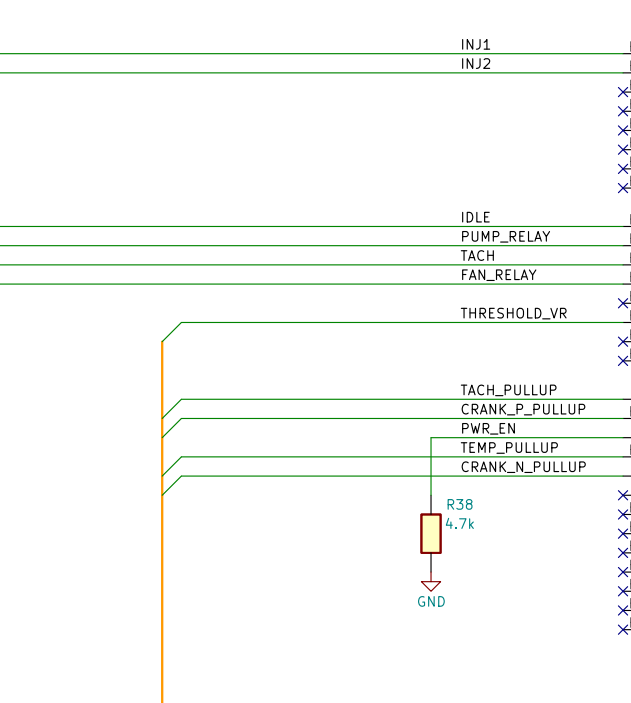 INJ1
INJ2
IDLE
PUMP_RELAY
TACH
FAN_RELAY
THRESHOLD_VR
TACH_PULLUP
CRANK_P_PULLUP
PWR_EN
TEMP_PULLUP
CRANK_N_PULLUP
R38
4.7k
GND